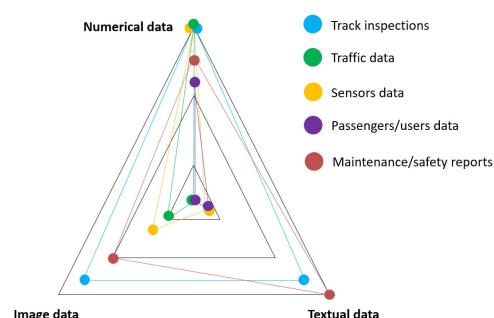 Numerical data
Track inspections
Traffic data
Sensors data
Passengers/users data
Maintenance/safety reports
Image data
Textual data